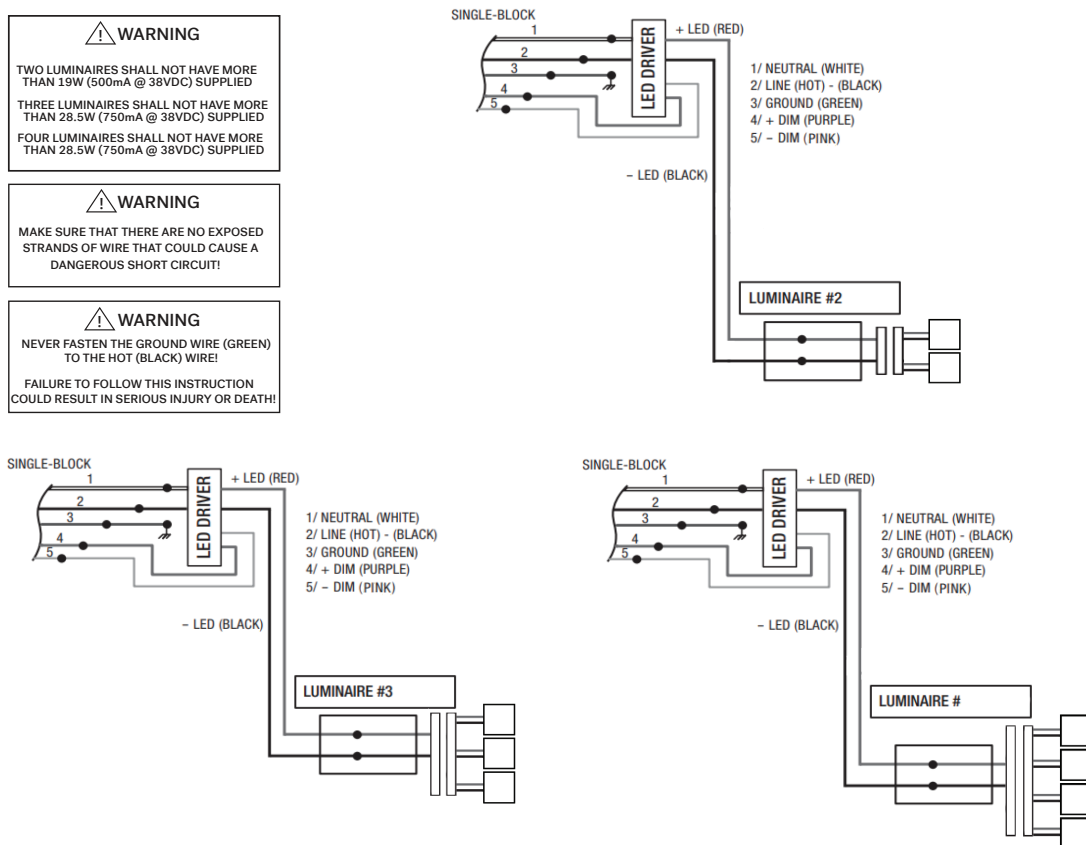 WARNING
TWO LUMINAIRES SHALL NOT HAVE MORE
THAN 19W (500mA @ 38VDC) SUPPLIED
THREE LUMINAIRES SHALL NOT HAVE MORE
THAN 28.5W (750mA @ 38VDC) SUPPLIED
FOUR LUMINAIRES SHALL NOT HAVE MORE
THAN 28.5W (750mA @ 38VDC) SUPPLIED
WARNING
MAKE SURE THAT THERE ARE NO EXPOSED
STRANDS OF WIRE THAT COULD CAUSE A
DANGEROUS SHORT CIRCUIT!
WARNING
NEVER FASTEN THE GROUND WIRE (GREEN)
TO THE HOT (BLACK) WIRE!
FAILURE TO FOLLOW THIS INSTRUCTION
COULD RESULT IN SERIOUS INJURY OR DEATH!
SINGLE-BLOCK
1
2
3
4
5
LED DRIVER
+ LED (RED)
1/ NEUTRAL (WHITE)
2/ LINE (HOT) - (BLACK)
3/ GROUND (GREEN)
4/ + DIM (PURPLE)
5/ – DIM (PINK)
– LED (BLACK)
LUMINAIRE #2
SINGLE-BLOCK
1
2
3
4
5
LED DRIVER
+ LED (RED)
1/ NEUTRAL (WHITE)
2/ LINE (HOT) - (BLACK)
3/ GROUND (GREEN)
4/ + DIM (PURPLE)
5/ – DIM (PINK)
– LED (BLACK)
LUMINAIRE #3
SINGLE-BLOCK
1
2
3
4
5
LED DRIVER
+ LED (RED)
1/ NEUTRAL (WHITE)
2/ LINE (HOT) - (BLACK)
3/ GROUND (GREEN)
4/ + DIM (PURPLE)
5/ – DIM (PINK)
– LED (BLACK)
LUMINAIRE #